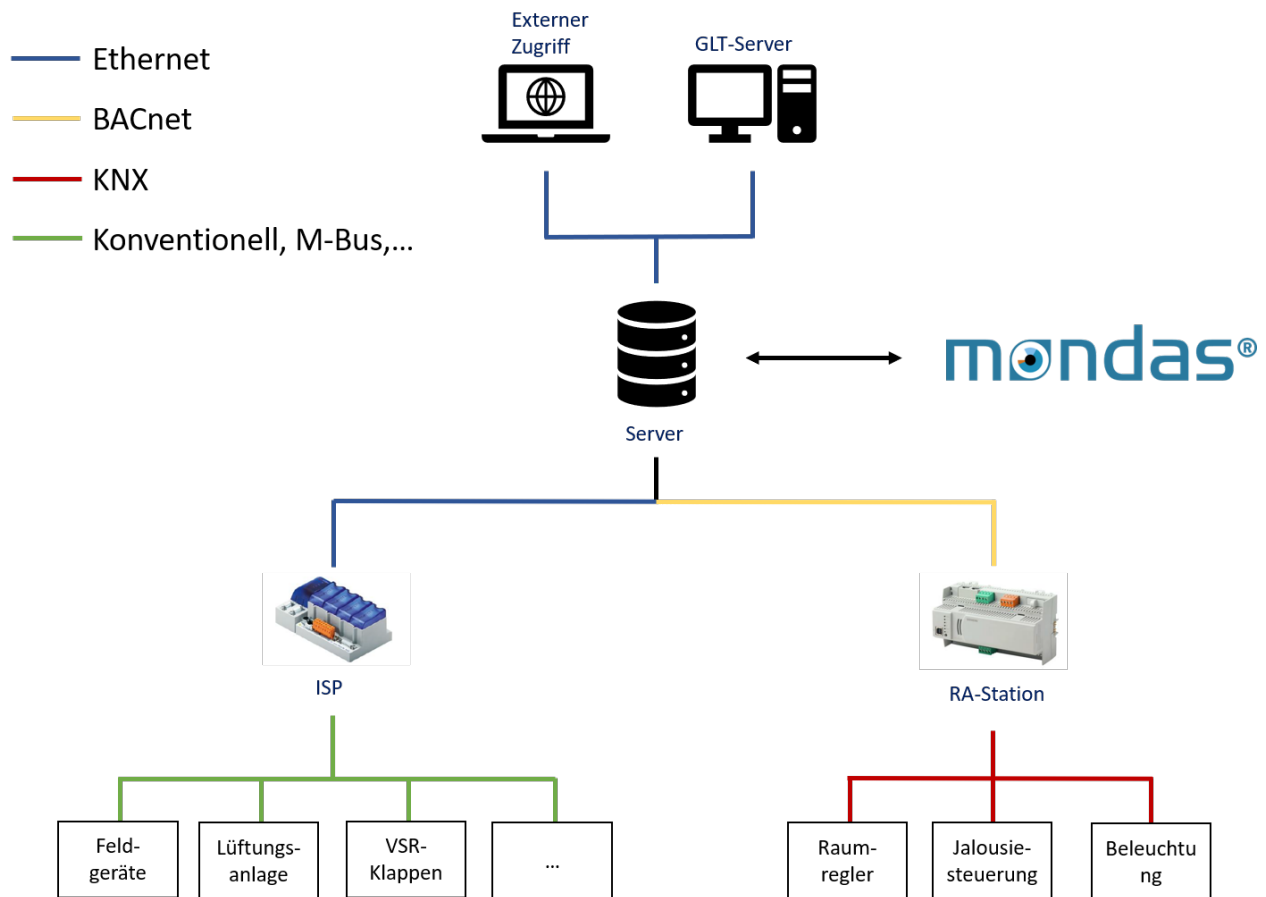 Externer
Zugriff
GLT-Server
Ethernet
BACnet
KNX
Konventionell, M-Bus,...
mondas®
Server
ISP
RA-Station
Feld-
geräte
Lüftungs-
anlage
VSR-
Klappen
...
Raum-
regler
Jalousie-
steuerung
Beleuchtu
ng